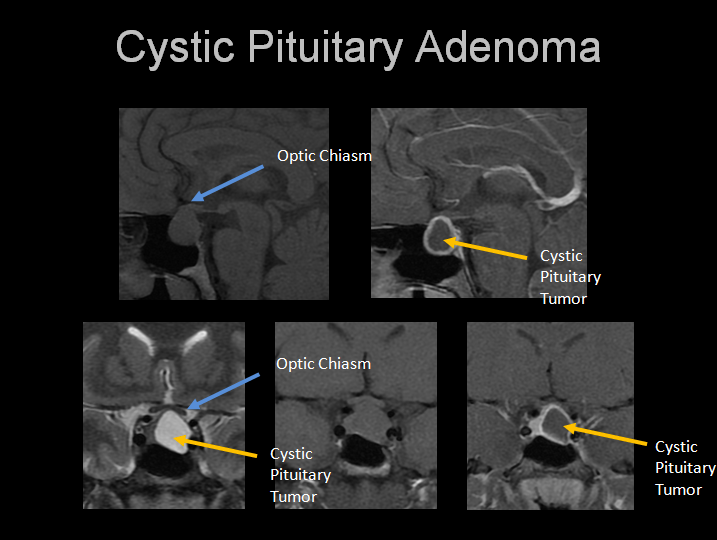 Cystic Pituitary Adenoma
Optic Chiasm
Cystic
Pituitary
Tumor
Optic Chiasm
Cystic
Pituitary
Tumor
Cystic
Pituitary
Tumor